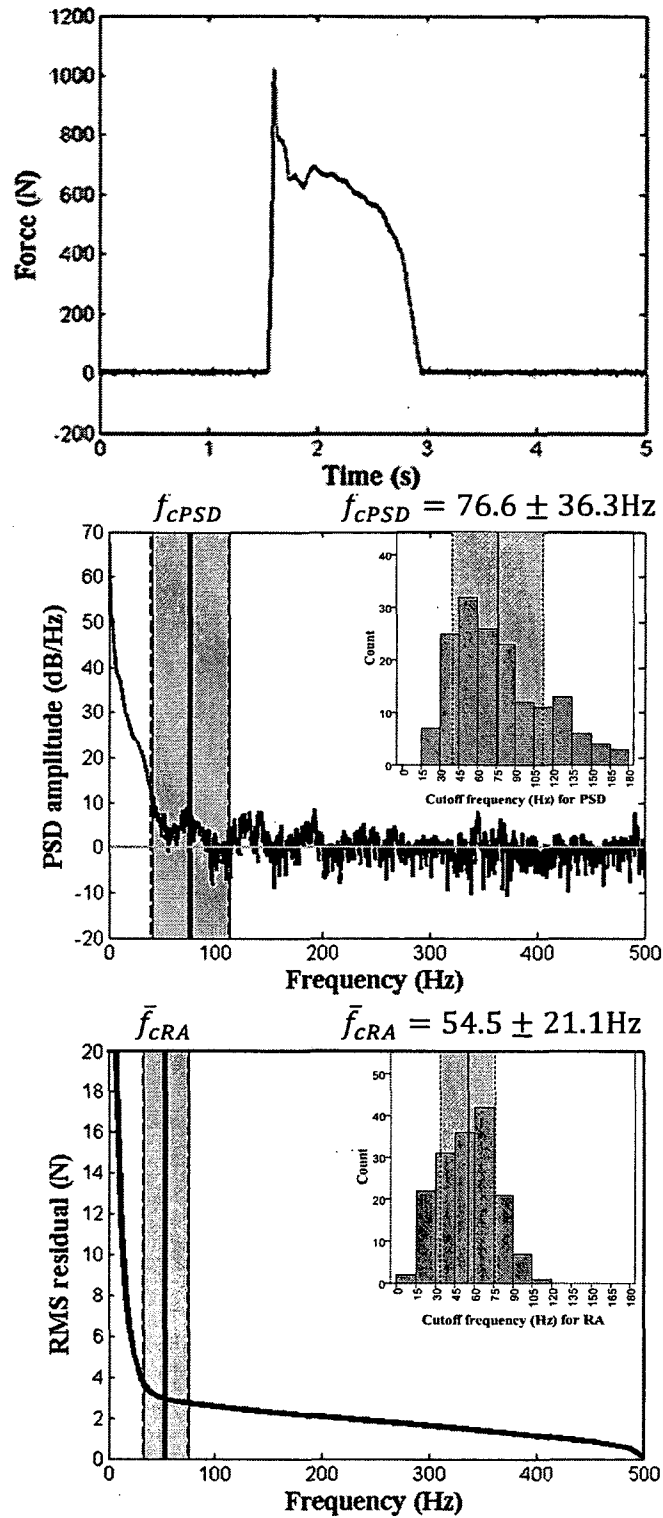 1200
1000
800
600
400
200
0
-200
Force (N)
0 1 2 3 4 5
Time (s)
f̄cPSD
f̄cPSD = 76.6 ± 36.3Hz
70
60
50
40
30
20
10
0
-10
-20
PSD amplitude (dB/Hz)
40
30
20
10
0
Count
0 15 30 45 60 75 90 105 120 135 150 165 180
Cutoff frequency (Hz) for PSD
0 100 200 300 400 500
Frequency (Hz)
f̄cRA
f̄cRA = 54.5 ± 21.1Hz
20
18
16
14
12
10
8
6
4
2
0
RMS residual (N)
50
40
30
20
10
0
Count
0 15 30 45 60 75 90 105 120 135 150 165 180
Cutoff frequency (Hz) for RA
0 100 200 300 400 500
Frequency (Hz)